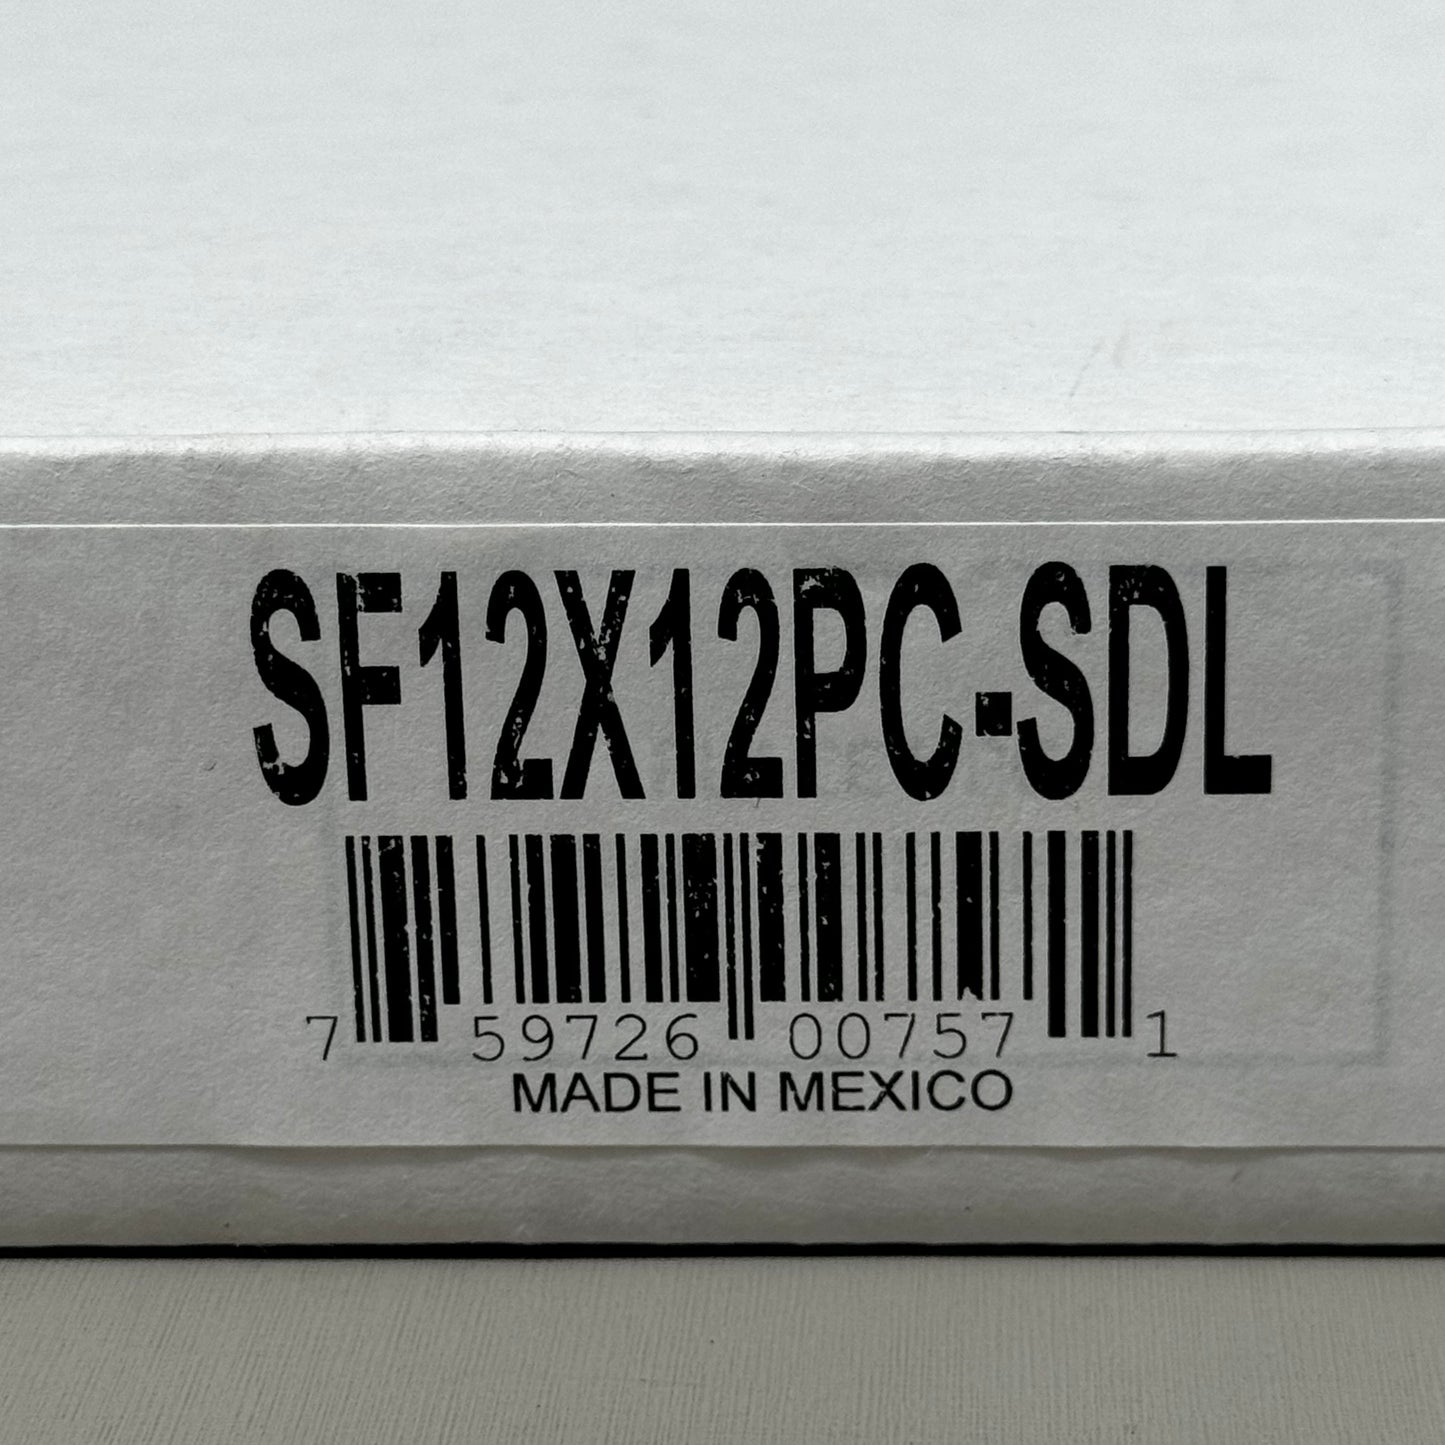 SF12X12PC-SDL
7 59726 00757 1
MADE IN MEXICO